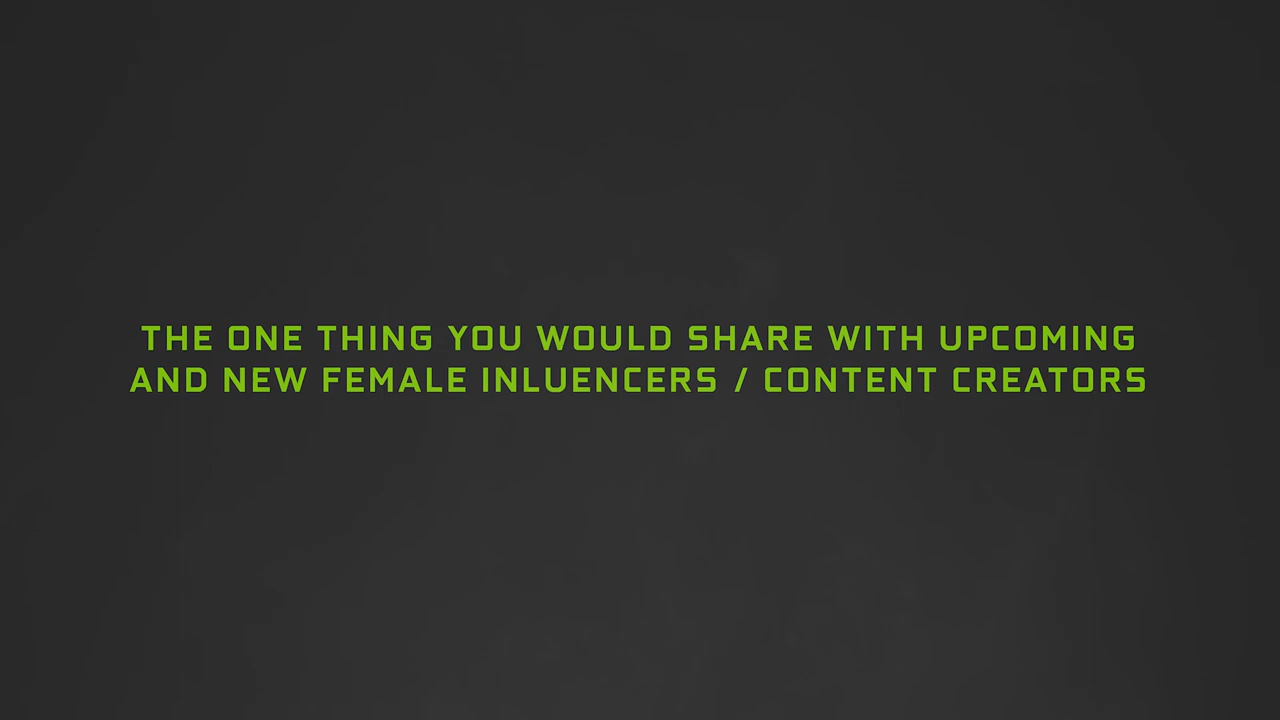 THE ONE THING YOU WOULD SHARE WITH UPCOMING
AND NEW FEMALE INLUENCERS / CONTENT CREATORS